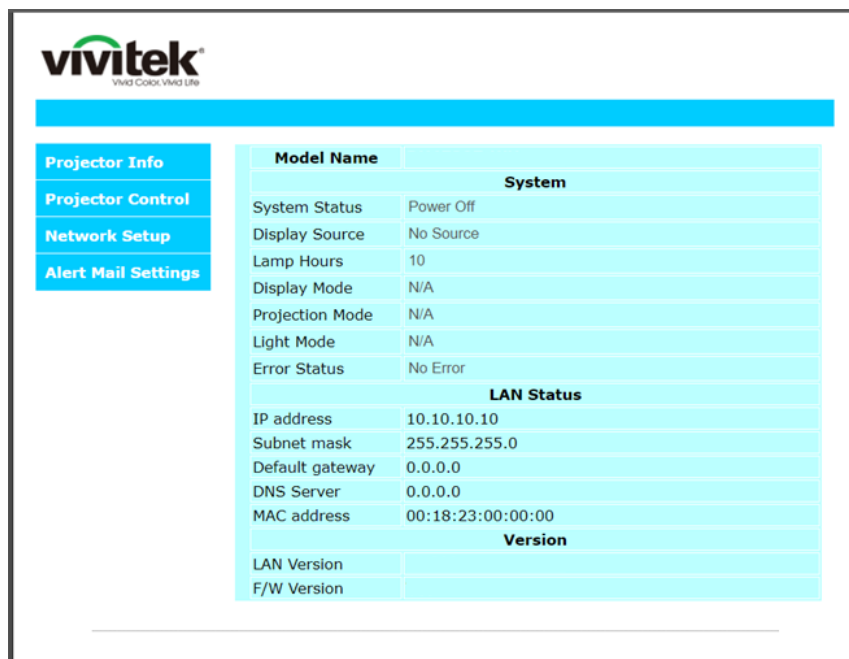 vivitek®
Vivid Color, Vivid Life
Projector Info
Projector Control
Network Setup
Alert Mail Settings
Model Name
System
System Status Power Off
Display Source No Source
Lamp Hours 10
Display Mode N/A
Projection Mode N/A
Light Mode N/A
Error Status No Error
LAN Status
IP address 10.10.10.10
Subnet mask 255.255.255.0
Default gateway 0.0.0.0
DNS Server 0.0.0.0
MAC address 00:18:23:00:00:00
Version
LAN Version
F/W Version